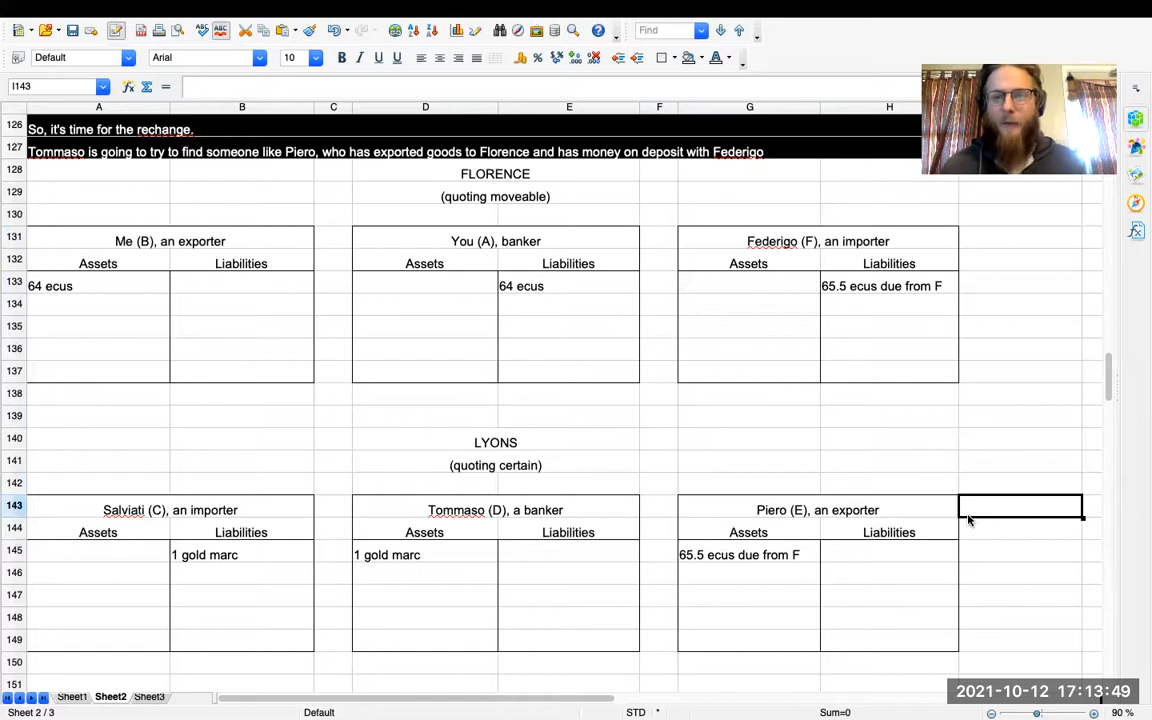 Find
Default
Arial
10
I143
A B C D E F G H
126 So, it's time for the rechange.
127 Tommaso is going to try to find someone like Piero, who has exported goods to Florence and has money on deposit with Federigo
128 FLORENCE
129 (quoting moveable)
130
131 Me (B), an exporter You (A), banker Federigo (F), an importer
132 Assets Liabilities Assets Liabilities Assets Liabilities
133 64 ecus 64 ecus 65.5 ecus due from F
134
135
136
137
138
139
140 LYONS
141 (quoting certain)
142
143 Salviati (C), an importer Tommaso (D), a banker Piero (E), an exporter
144 Assets Liabilities Assets Liabilities Assets Liabilities
145 1 gold marc 1 gold marc 65.5 ecus due from F
146
147
148
149
150
151
2021-10-12 17:13:49
Sheet1 Sheet2 Sheet3
Sheet 2 / 3 Default STD * Sum=0 90 %